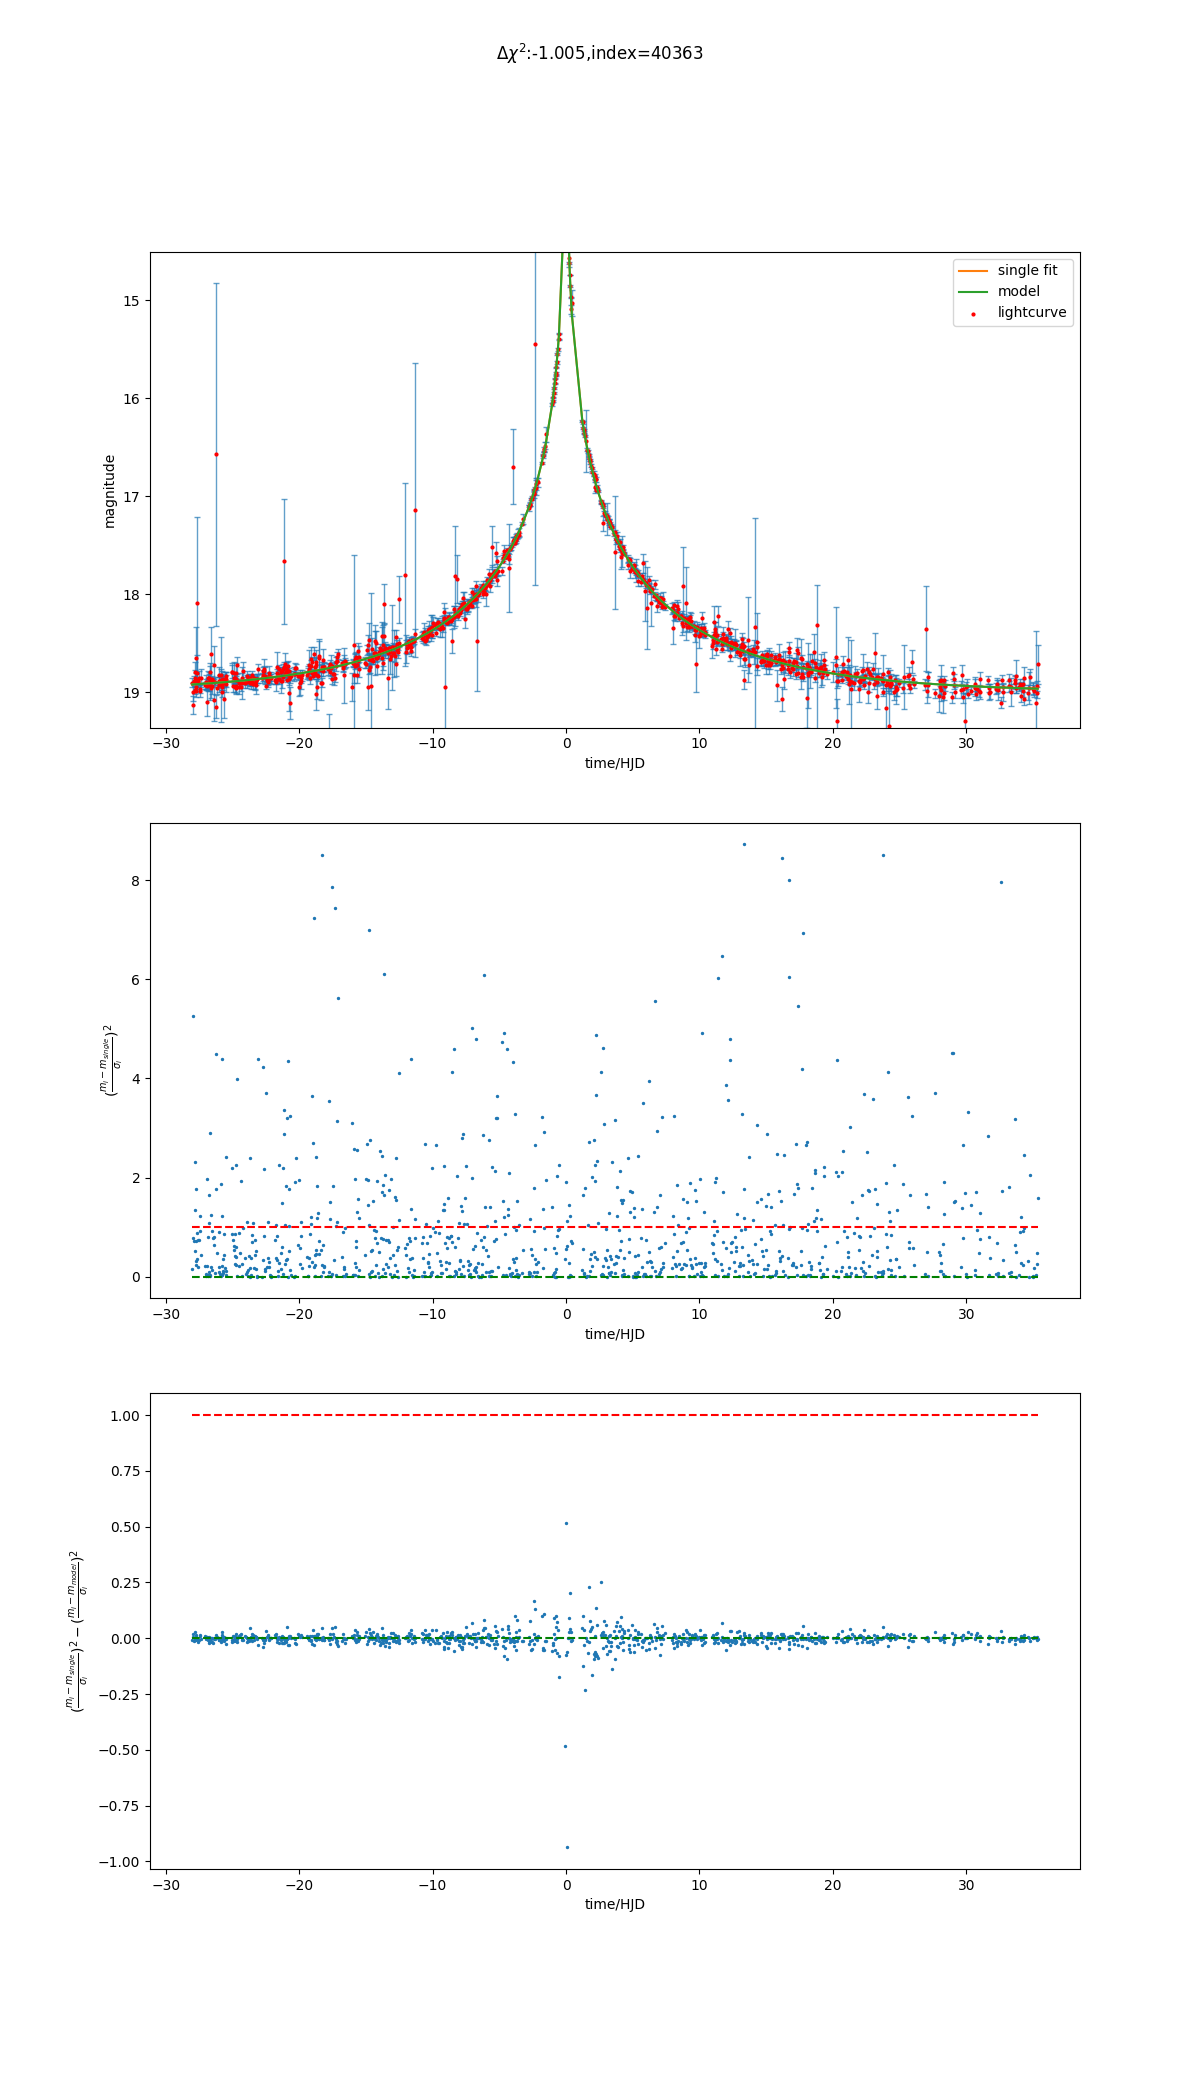 Δχ²:-1.005,index=40363
single fit
model
lightcurve
15
16
17
18
19
magnitude
−30 −20 −10 0 10 20 30
time/HJD
8
6
4
2
0
(m_i − m_single / σ_i)²
−30 −20 −10 0 10 20 30
time/HJD
1.00
0.75
0.50
0.25
0.00
−0.25
−0.50
−0.75
−1.00
(m_i − m_single / σ_i)² − (m_i − m_model / σ_i)²
−30 −20 −10 0 10 20 30
time/HJD